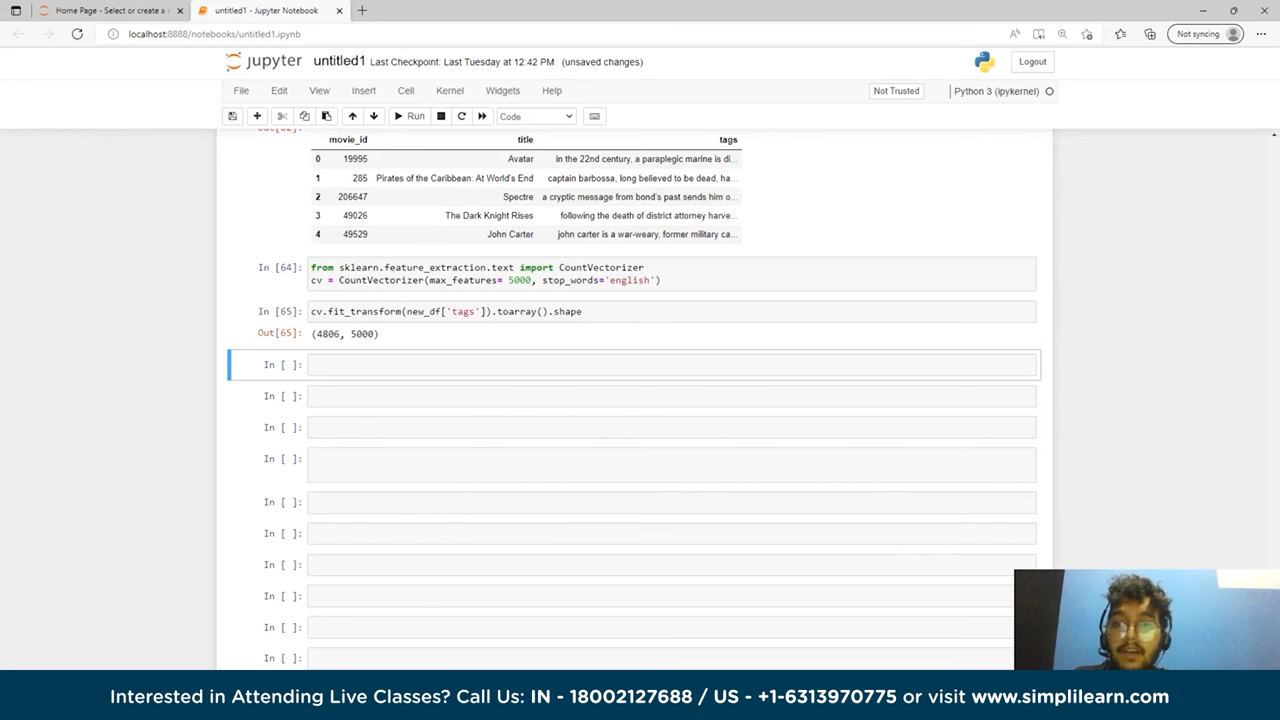 Home Page - Select or create a n
untitled1 - Jupyter Notebook
localhost:8888/notebooks/untitled1.ipynb
Not syncing
jupyter untitled1 Last Checkpoint: Last Tuesday at 12:42 PM (unsaved changes)
Logout
File Edit View Insert Cell Kernel Widgets Help
Not Trusted
Python 3 (ipykernel)
Run
Code
movie_id title tags
0 19995 Avatar in the 22nd century, a paraplegic marine is di...
1 285 Pirates of the Caribbean: At World's End captain barbossa, long believed to be dead, ha...
2 206647 Spectre a cryptic message from bond's past sends him o...
3 49026 The Dark Knight Rises following the death of district attorney harve...
4 49529 John Carter john carter is a war-weary, former military ca...
In [64]: from sklearn.feature_extraction.text import CountVectorizer
cv = CountVectorizer(max_features= 5000, stop_words='english')
In [65]: cv.fit_transform(new_df['tags']).toarray().shape
Out[65]: (4806, 5000)
In [ ]:
In [ ]:
In [ ]:
In [ ]:
In [ ]:
In [ ]:
In [ ]:
In [ ]:
In [ ]:
In [ ]:
Interested in Attending Live Classes? Call Us: IN - 18002127688 / US - +1-6313970775 or visit www.simplilearn.com